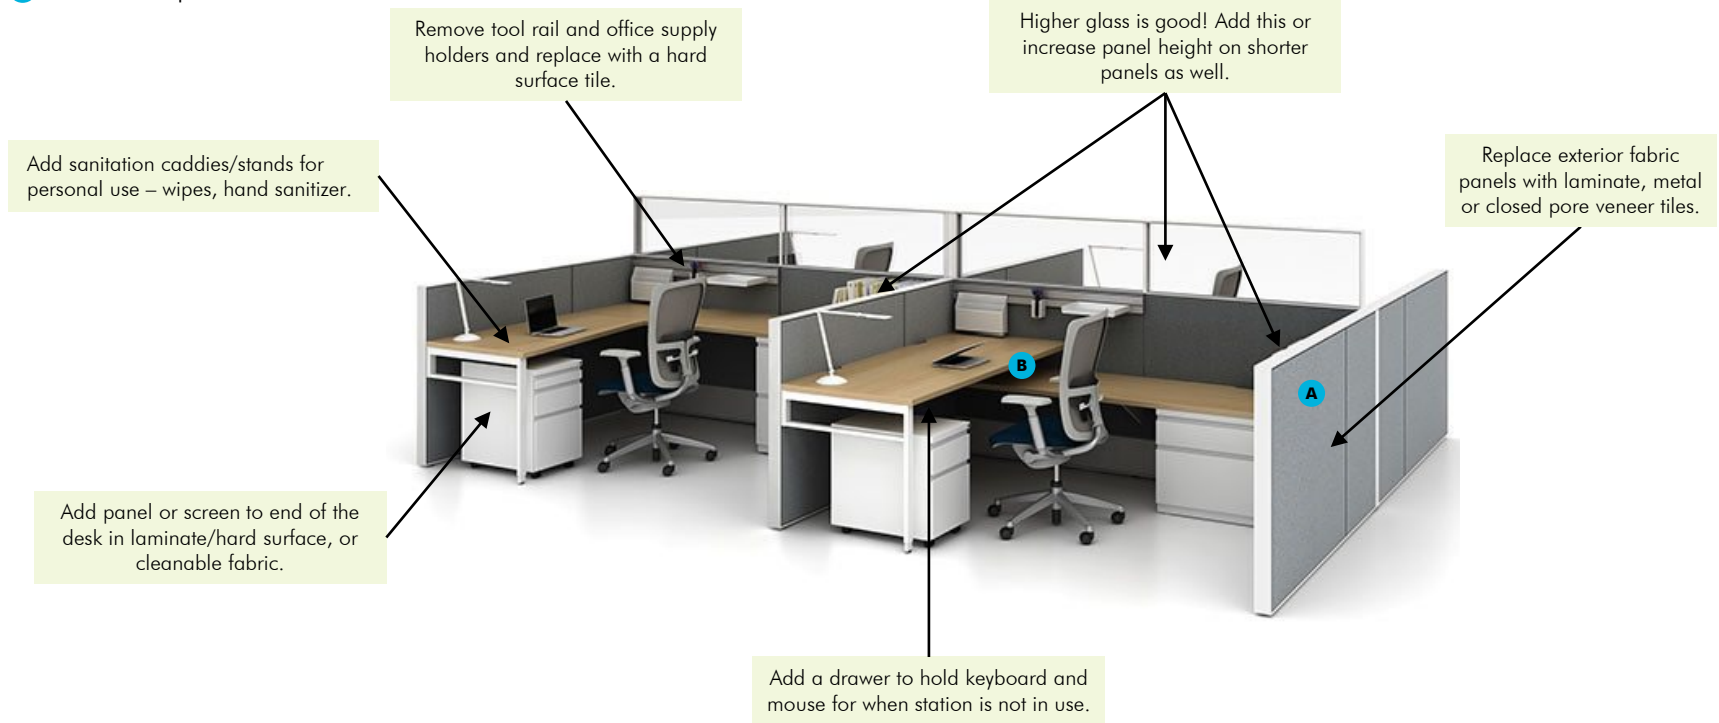 Remove tool rail and office supply
holders and replace with a hard
surface tile.
Higher glass is good! Add this or
increase panel height on shorter
panels as well.
Add sanitation caddies/stands for
personal use – wipes, hand sanitizer.
Replace exterior fabric
panels with laminate, metal
or closed pore veneer tiles.
B
A
Add panel or screen to end of the
desk in laminate/hard surface, or
cleanable fabric.
Add a drawer to hold keyboard and
mouse for when station is not in use.